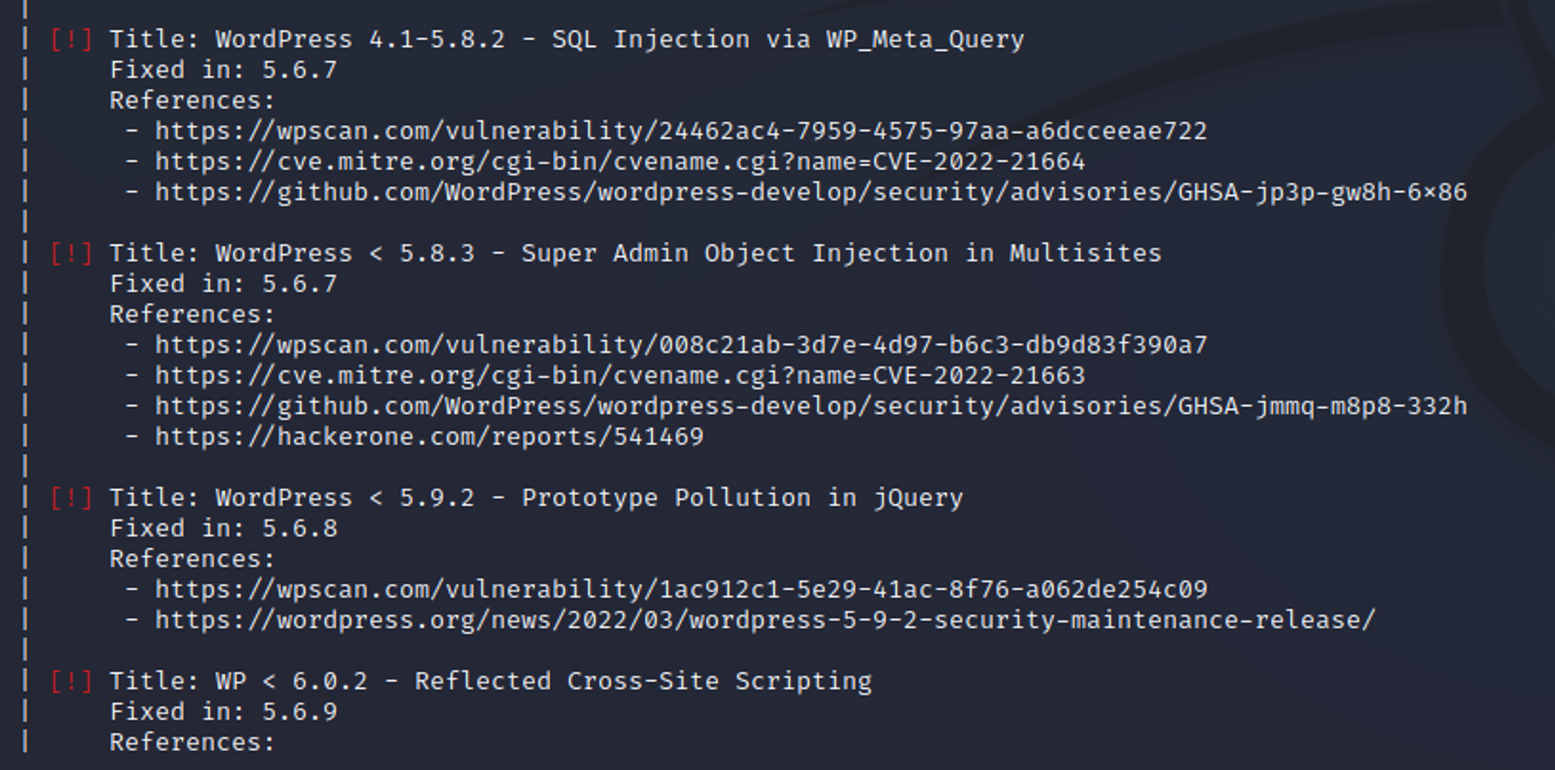 |
| [!] Title: WordPress 4.1-5.8.2 - SQL Injection via WP_Meta_Query
|     Fixed in: 5.6.7
|     References:
|      - https://wpscan.com/vulnerability/24462ac4-7959-4575-97aa-a6dcceeae722
|      - https://cve.mitre.org/cgi-bin/cvename.cgi?name=CVE-2022-21664
|      - https://github.com/WordPress/wordpress-develop/security/advisories/GHSA-jp3p-gw8h-6×86
|
| [!] Title: WordPress < 5.8.3 - Super Admin Object Injection in Multisites
|     Fixed in: 5.6.7
|     References:
|      - https://wpscan.com/vulnerability/008c21ab-3d7e-4d97-b6c3-db9d83f390a7
|      - https://cve.mitre.org/cgi-bin/cvename.cgi?name=CVE-2022-21663
|      - https://github.com/WordPress/wordpress-develop/security/advisories/GHSA-jmmq-m8p8-332h
|      - https://hackerone.com/reports/541469
|
| [!] Title: WordPress < 5.9.2 - Prototype Pollution in jQuery
|     Fixed in: 5.6.8
|     References:
|      - https://wpscan.com/vulnerability/1ac912c1-5e29-41ac-8f76-a062de254c09
|      - https://wordpress.org/news/2022/03/wordpress-5-9-2-security-maintenance-release/
|
| [!] Title: WP < 6.0.2 - Reflected Cross-Site Scripting
|     Fixed in: 5.6.9
|     References: